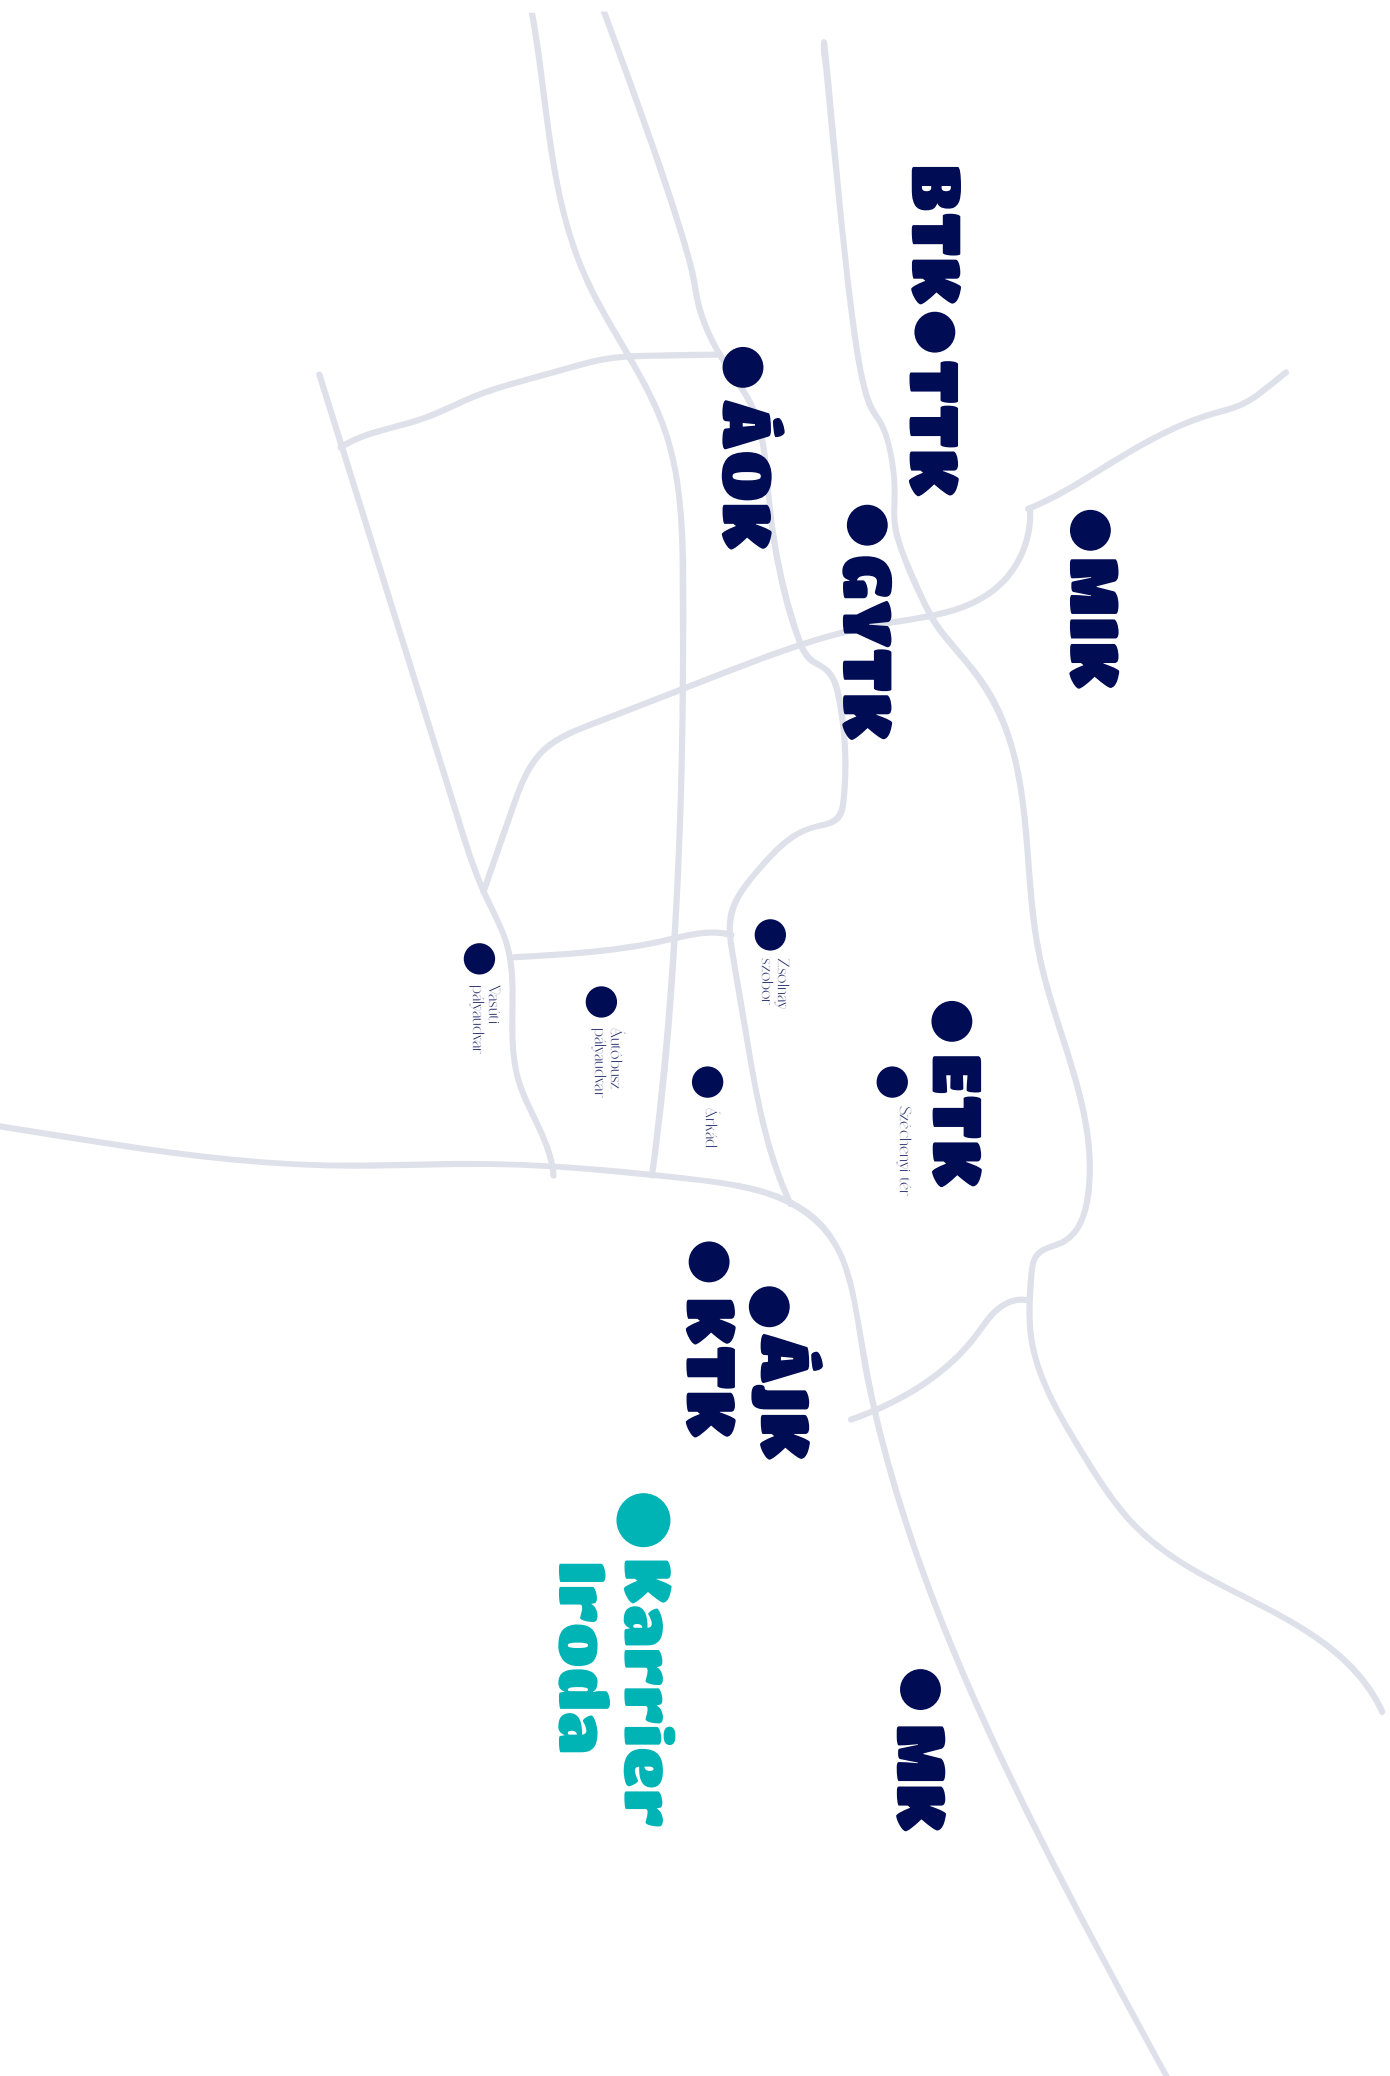 BTK
TTK
MIK
ÁOK
GYTK
Zsolnay
szobor
Vasúti
pályaudvar
Autóbusz
pályaudvar
Árkád
ETK
Széchenyi tér
KTK
ÁJK
Karrier
Iroda
MK